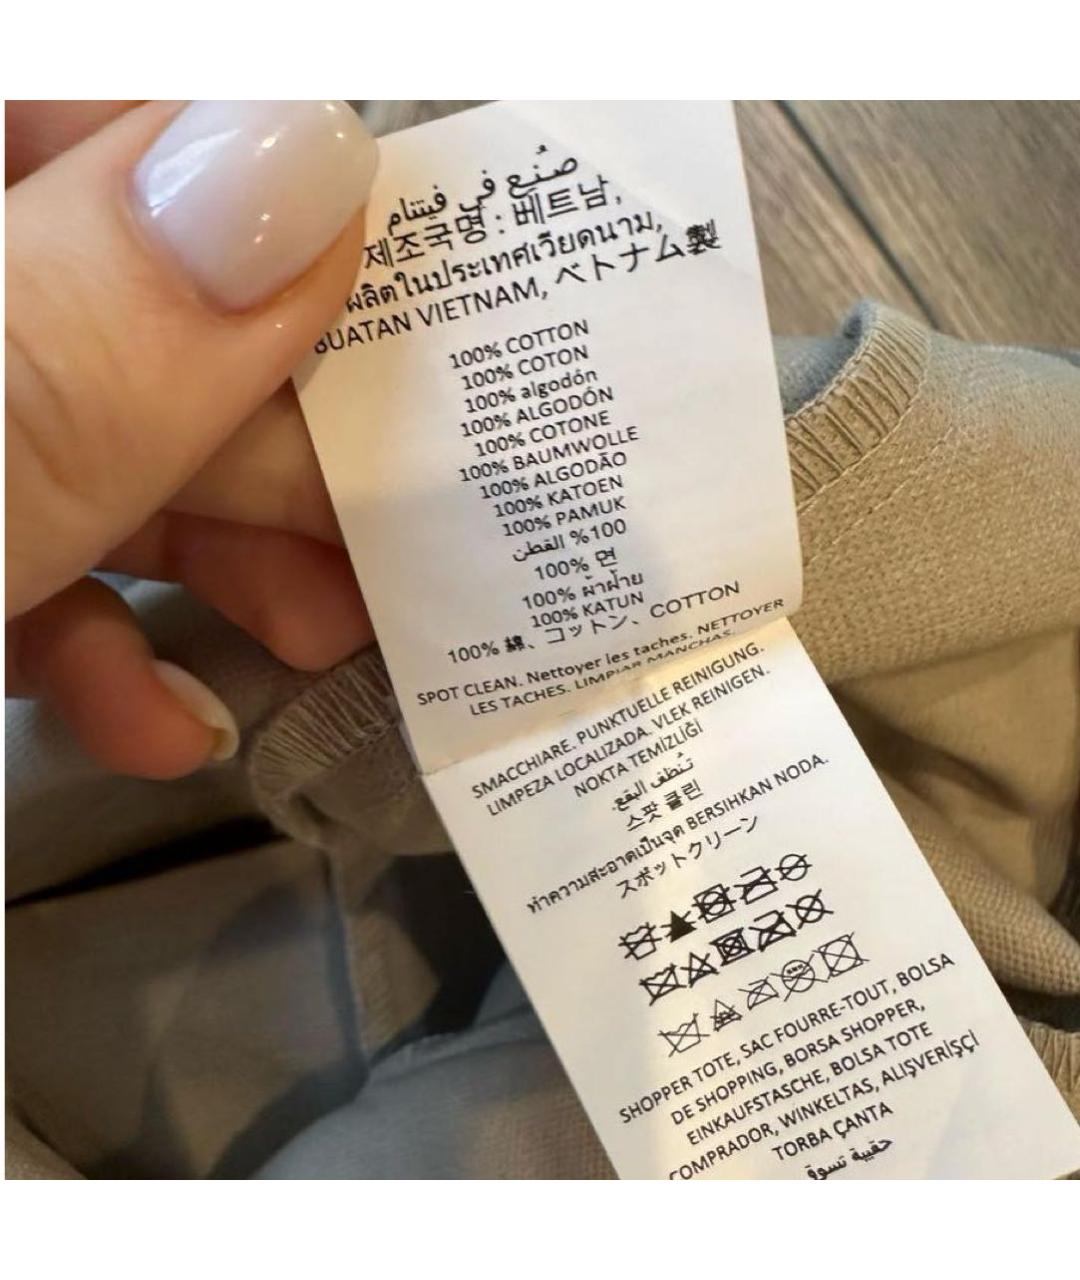 صُنع في فيتنام
제조국명 : 베트남,
ผลิตในประเทศเวียดนาม,
BUATAN VIETNAM, ベトナム製
100% COTTON
100% COTON
100% algodón
100% ALGODÓN
100% COTONE
100% BAUMWOLLE
100% ALGODÃO
100% KATOEN
100% PAMUK
100% القطن
100% 면
100% ผ้าฝ้าย
100% KATUN
100% 綿、コットン、COTTON
SPOT CLEAN. Nettoyer les taches. NETTOYER
LES TACHES. LIMPIAR MANCHAS.
SMACCHIARE. PUNKTUELLE REINIGUNG.
LIMPEZA LOCALIZADA. VLEK REINIGEN.
NOKTA TEMİZLİĞİ
تُنظف البقع.
스팟 클린
ทำความสะอาดเป็นจุด BERSIHKAN NODA.
スポットクリーン
SHOPPER TOTE, SAC FOURRE-TOUT, BOLSA
DE SHOPPING, BORSA SHOPPER,
EINKAUFSTASCHE, BOLSA TOTE
COMPRADOR, WINKELTAS, ALIŞVERİŞÇİ
TORBA ÇANTA
حقيبة تسوق